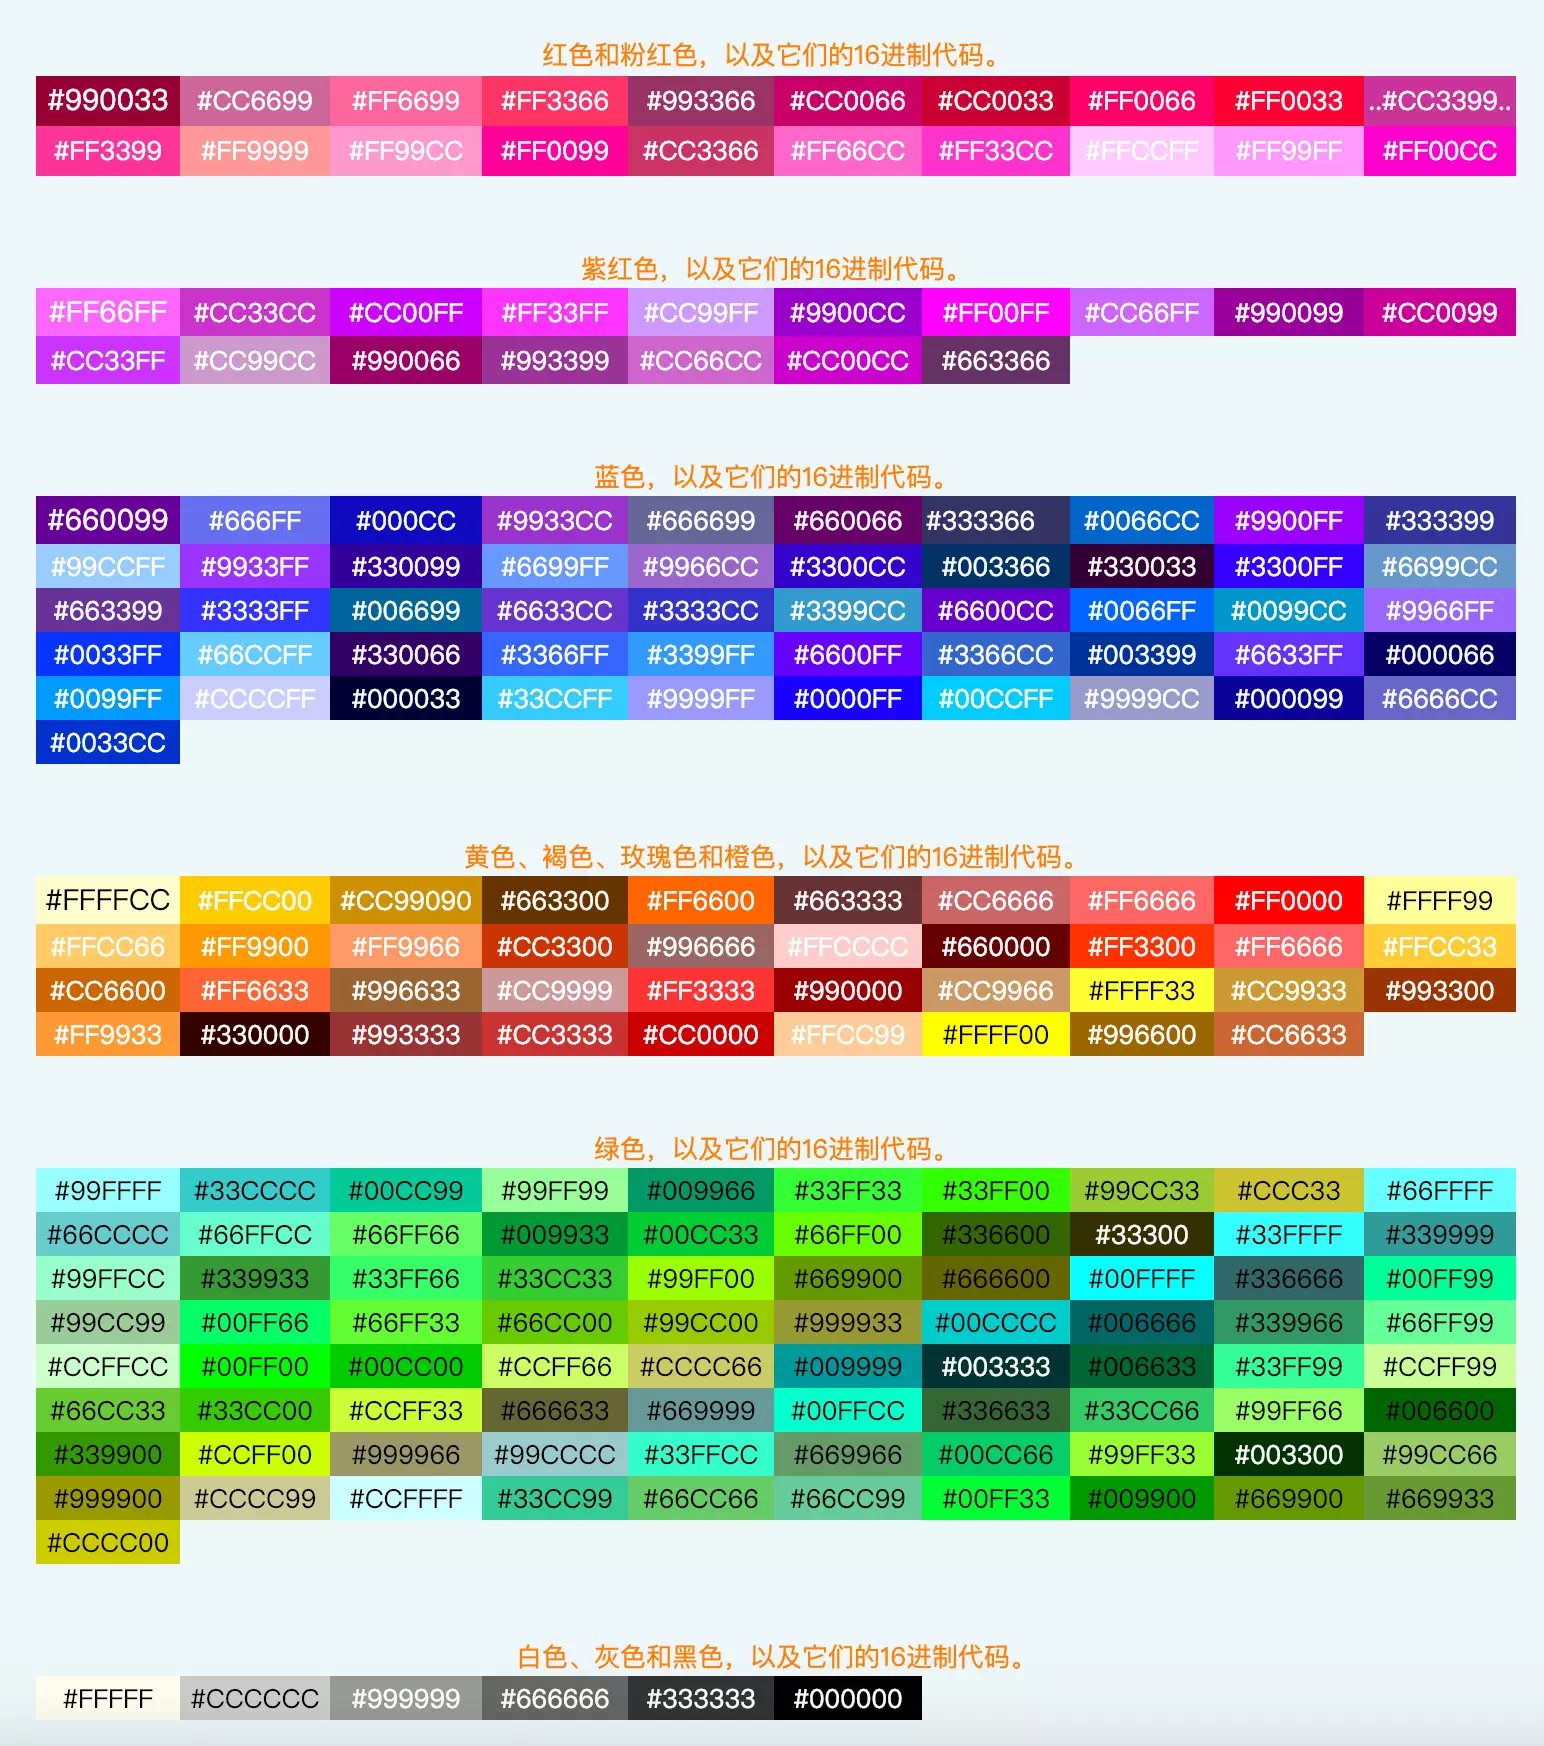 红色和粉红色，以及它们的16进制代码。
#990033 #CC6699 #FF6699 #FF3366 #993366 #CC0066 #CC0033 #FF0066 #FF0033 ..#CC3399..
#FF3399 #FF9999 #FF99CC #FF0099 #CC3366 #FF66CC #FF33CC #FFCCFF #FF99FF #FF00CC
紫红色，以及它们的16进制代码。
#FF66FF #CC33CC #CC00FF #FF33FF #CC99FF #9900CC #FF00FF #CC66FF #990099 #CC0099
#CC33FF #CC99CC #990066 #993399 #CC66CC #CC00CC #663366
蓝色，以及它们的16进制代码。
#660099 #666FF #000CC #9933CC #666699 #660066 #333366 #0066CC #9900FF #333399
#99CCFF #9933FF #330099 #6699FF #9966CC #3300CC #003366 #330033 #3300FF #6699CC
#663399 #3333FF #006699 #6633CC #3333CC #3399CC #6600CC #0066FF #0099CC #9966FF
#0033FF #66CCFF #330066 #3366FF #3399FF #6600FF #3366CC #003399 #6633FF #000066
#0099FF #CCCCFF #000033 #33CCFF #9999FF #0000FF #00CCFF #9999CC #000099 #6666CC
#0033CC
黄色、褐色、玫瑰色和橙色，以及它们的16进制代码。
#FFFFCC #FFCC00 #CC99090 #663300 #FF6600 #663333 #CC6666 #FF6666 #FF0000 #FFFF99
#FFCC66 #FF9900 #FF9966 #CC3300 #996666 #FFCCCC #660000 #FF3300 #FF6666 #FFCC33
#CC6600 #FF6633 #996633 #CC9999 #FF3333 #990000 #CC9966 #FFFF33 #CC9933 #993300
#FF9933 #330000 #993333 #CC3333 #CC0000 #FFCC99 #FFFF00 #996600 #CC6633
绿色，以及它们的16进制代码。
#99FFFF #33CCCC #00CC99 #99FF99 #009966 #33FF33 #33FF00 #99CC33 #CCC33 #66FFFF
#66CCCC #66FFCC #66FF66 #009933 #00CC33 #66FF00 #336600 #33300 #33FFFF #339999
#99FFCC #339933 #33FF66 #33CC33 #99FF00 #669900 #666600 #00FFFF #336666 #00FF99
#99CC99 #00FF66 #66FF33 #66CC00 #99CC00 #999933 #00CCCC #006666 #339966 #66FF99
#CCFFCC #00FF00 #00CC00 #CCFF66 #CCCC66 #009999 #003333 #006633 #33FF99 #CCFF99
#66CC33 #33CC00 #CCFF33 #666633 #669999 #00FFCC #336633 #33CC66 #99FF66 #006600
#339900 #CCFF00 #999966 #99CCCC #33FFCC #669966 #00CC66 #99FF33 #003300 #99CC66
#999900 #CCCC99 #CCFFFF #33CC99 #66CC66 #66CC99 #00FF33 #009900 #669900 #669933
#CCCC00
白色、灰色和黑色，以及它们的16进制代码。
#FFFFF #CCCCCC #999999 #666666 #333333 #000000